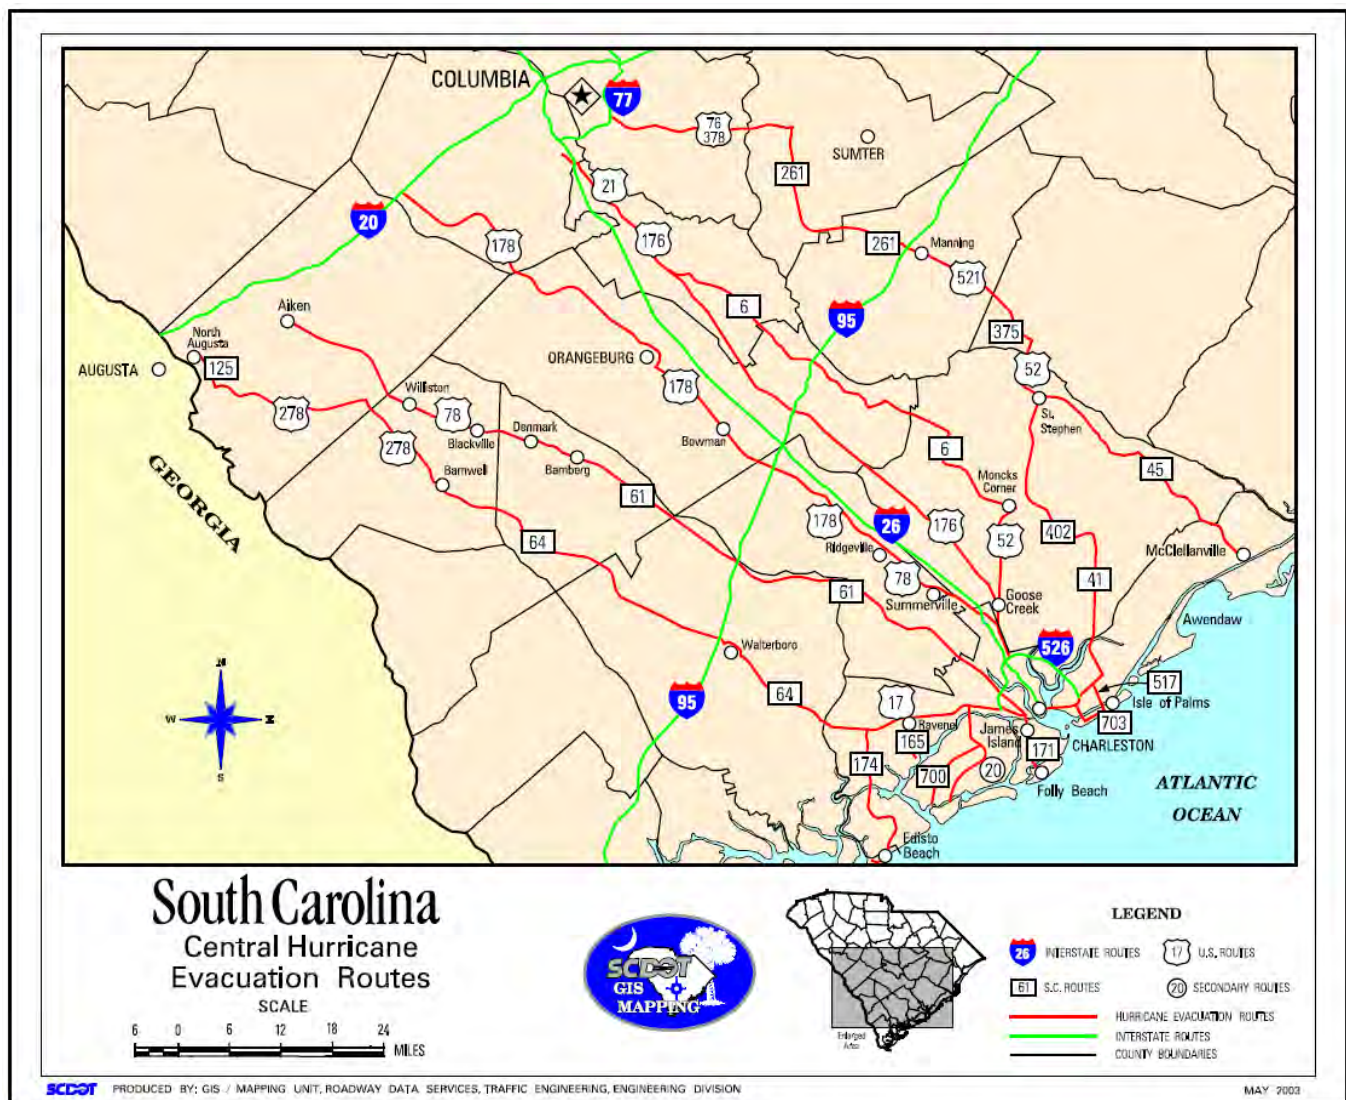 COLUMBIA
77
76
378
SUMTER
261
21
20
178
176
261
Manning
521
6
95
375
Aiken
North
Augusta
ORANGEBURG
AUGUSTA
125
52
178
Williston
278
78
St.
Stephen
Denmark
Blackville
Bowman
278
6
45
Barnwell
Bamberg
Moncks
Corner
GEORGIA
61
178
26
176
52
402
64
Ridgeville
McClellanville
78
41
61
Summerville
Goose
Creek
Awendaw
526
Walterboro
N
W
E
S
95
64
17
517
Isle of Palms
Ravenel
James
Island
703
165
171
CHARLESTON
174
700
20
Folly Beach
ATLANTIC
OCEAN
Edisto
Beach
South Carolina
Central Hurricane
Evacuation Routes
SCALE
6 0 6 12 18 24
MILES
SCDOT
GIS
MAPPING
Enlarged
Area
LEGEND
26 INTERSTATE ROUTES
17 U.S. ROUTES
61 S.C. ROUTES
20 SECONDARY ROUTES
HURRICANE EVACUATION ROUTES
INTERSTATE ROUTES
COUNTY BOUNDARIES
SCDOT PRODUCED BY: GIS / MAPPING UNIT, ROADWAY DATA SERVICES, TRAFFIC ENGINEERING, ENGINEERING DIVISION
MAY 2003